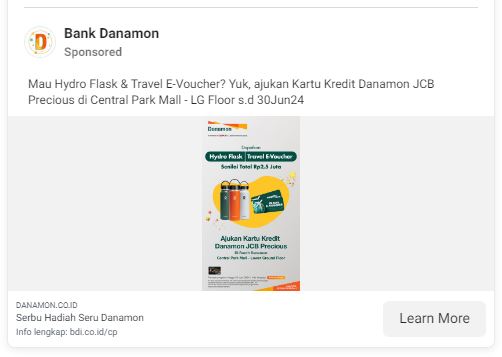 Bank Danamon
Sponsored
Mau Hydro Flask & Travel E-Voucher? Yuk, ajukan Kartu Kredit Danamon JCB
Precious di Central Park Mall - LG Floor s.d 30Jun24
Danamon
Dapatkan
Hydro Flask Travel E-Voucher
Senilai Total Rp2,5 Juta
Ajukan Kartu Kredit
Danamon JCB Precious
Di Booth Danamon
Central Park Mall - Lower Ground Floor
DANAMON.CO.ID
Serbu Hadiah Seru Danamon
Info lengkap: bdi.co.id/cp
Learn More